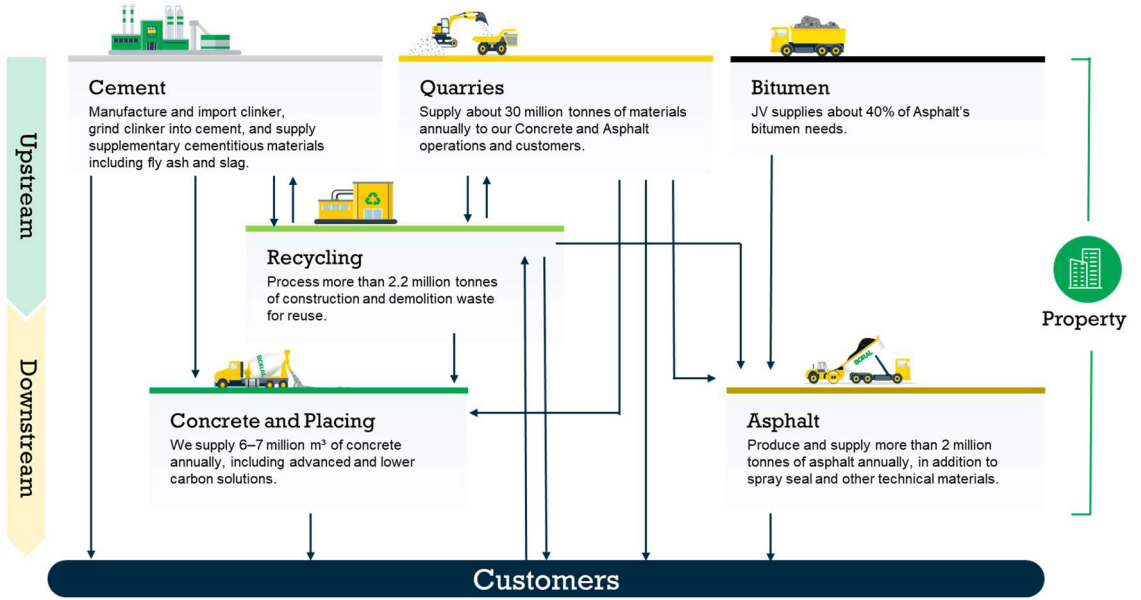 Upstream
Downstream
Cement
Manufacture and import clinker,
grind clinker into cement, and supply
supplementary cementitious materials
including fly ash and slag.
Quarries
Supply about 30 million tonnes of materials
annually to our Concrete and Asphalt
operations and customers.
Bitumen
JV supplies about 40% of Asphalt's
bitumen needs.
Recycling
Process more than 2.2 million tonnes
of construction and demolition waste
for reuse.
Property
BORAL
BORAL
Concrete and Placing
We supply 6–7 million m³ of concrete
annually, including advanced and lower
carbon solutions.
Asphalt
Produce and supply more than 2 million
tonnes of asphalt annually, in addition to
spray seal and other technical materials.
Customers